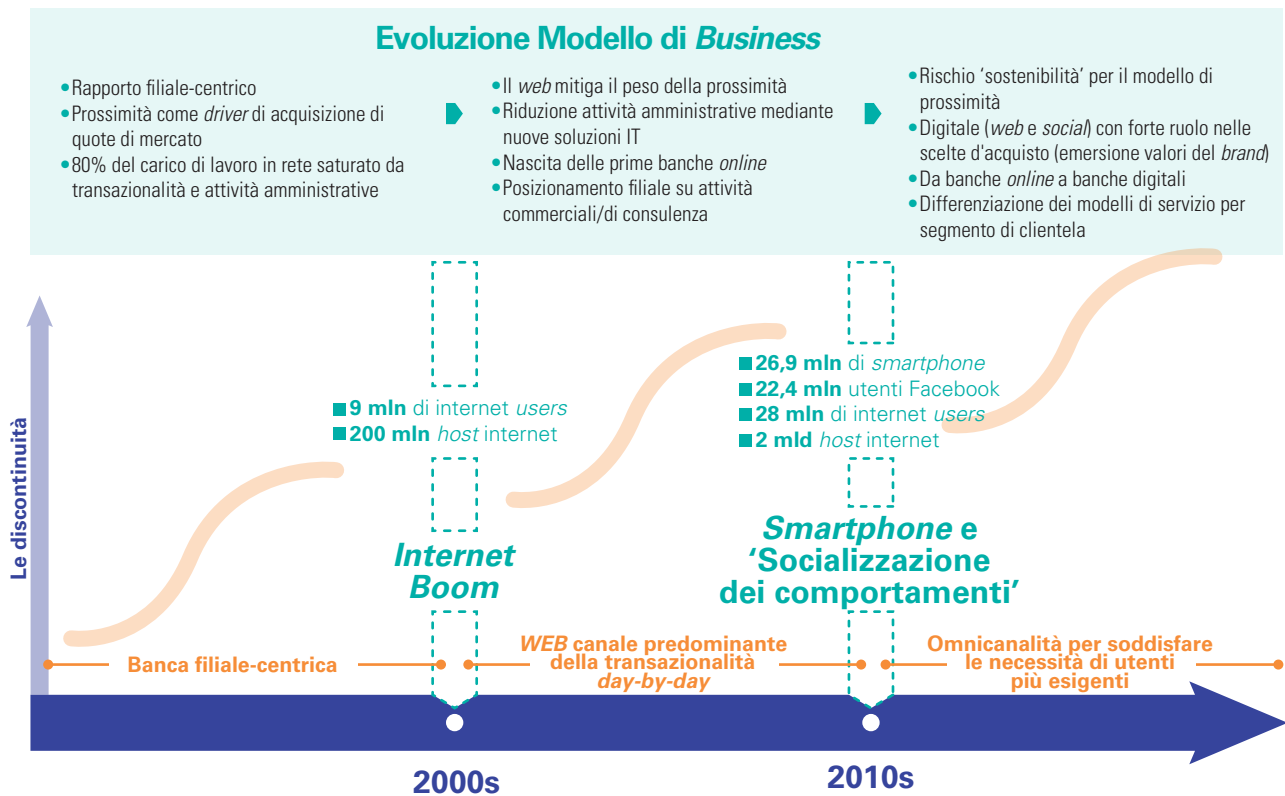 Evoluzione Modello di Business
•Rapporto filiale-centrico
•Prossimità come driver di acquisizione di
quote di mercato
•80% del carico di lavoro in rete saturato da
transazionalità e attività amministrative
•Il web mitiga il peso della prossimità
•Riduzione attività amministrative mediante
nuove soluzioni IT
•Nascita delle prime banche online
•Posizionamento filiale su attività
commerciali/di consulenza
•Rischio ‘sostenibilità’ per il modello di
prossimità
•Digitale (web e social) con forte ruolo nelle
scelte d'acquisto (emersione valori del brand)
•Da banche online a banche digitali
•Differenziazione dei modelli di servizio per
segmento di clientela
Le discontinuità
■9 mln di internet users
■200 mln host internet
■26,9 mln di smartphone
■22,4 mln utenti Facebook
■28 mln di internet users
■2 mld host internet
Internet
Boom
Smartphone e
‘Socializzazione
dei comportamenti’
Banca filiale-centrica
WEB canale predominante
della transazionalità
day-by-day
Omnicanalità per soddisfare
le necessità di utenti
più esigenti
2000s
2010s